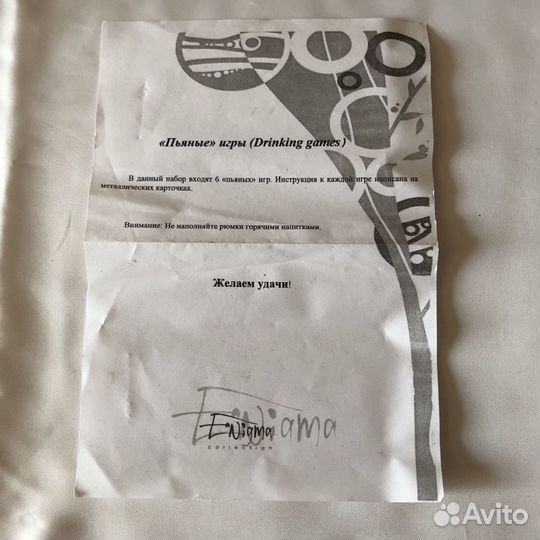 «Пьяные» игры (Drinking games)
В данный набор входят 6 «пьяных» игр. Инструкция к каждой игре написана на
металлических карточках.
Внимание: Не наполняйте рюмки горячими напитками.
Желаем удачи!
Enigma
Enigma
collection
Avito